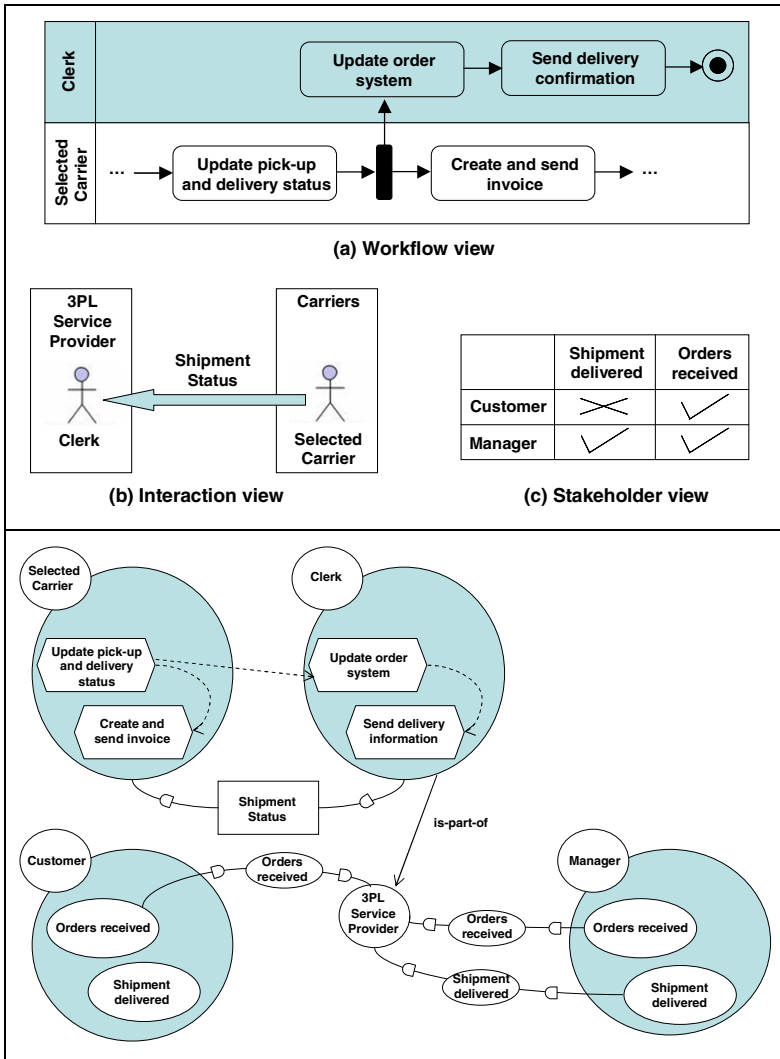 Clerk
Update order
system
Send delivery
confirmation
Selected
Carrier
...
Update pick-up
and delivery status
Create and send
invoice
...
(a) Workflow view
3PL
Service
Provider
Clerk
Shipment
Status
Carriers
Selected
Carrier
(b) Interaction view
Shipment
delivered
Orders
received
Customer
Manager
(c) Stakeholder view
Selected
Carrier
Update pick-up
and delivery
status
Create and
send invoice
Clerk
Update order
system
Send delivery
information
Shipment
Status
is-part-of
Customer
Orders received
Shipment
delivered
Orders
received
3PL
Service
Provider
Orders
received
Shipment
delivered
Manager
Orders received
Shipment
delivered